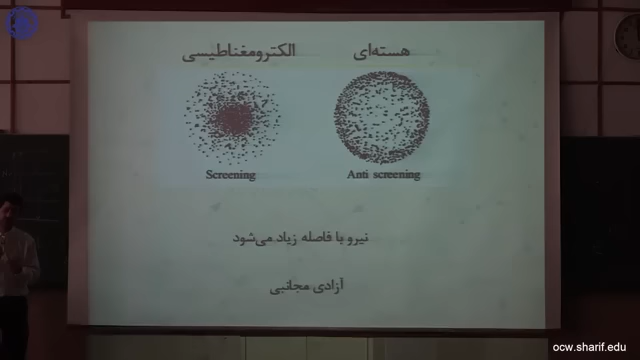 هسته‌ای
الکترومغناطیسی
Screening
Anti screening
نیرو با فاصله زیاد می‌شود
آزادی مجانبی
ocw.sharif.edu